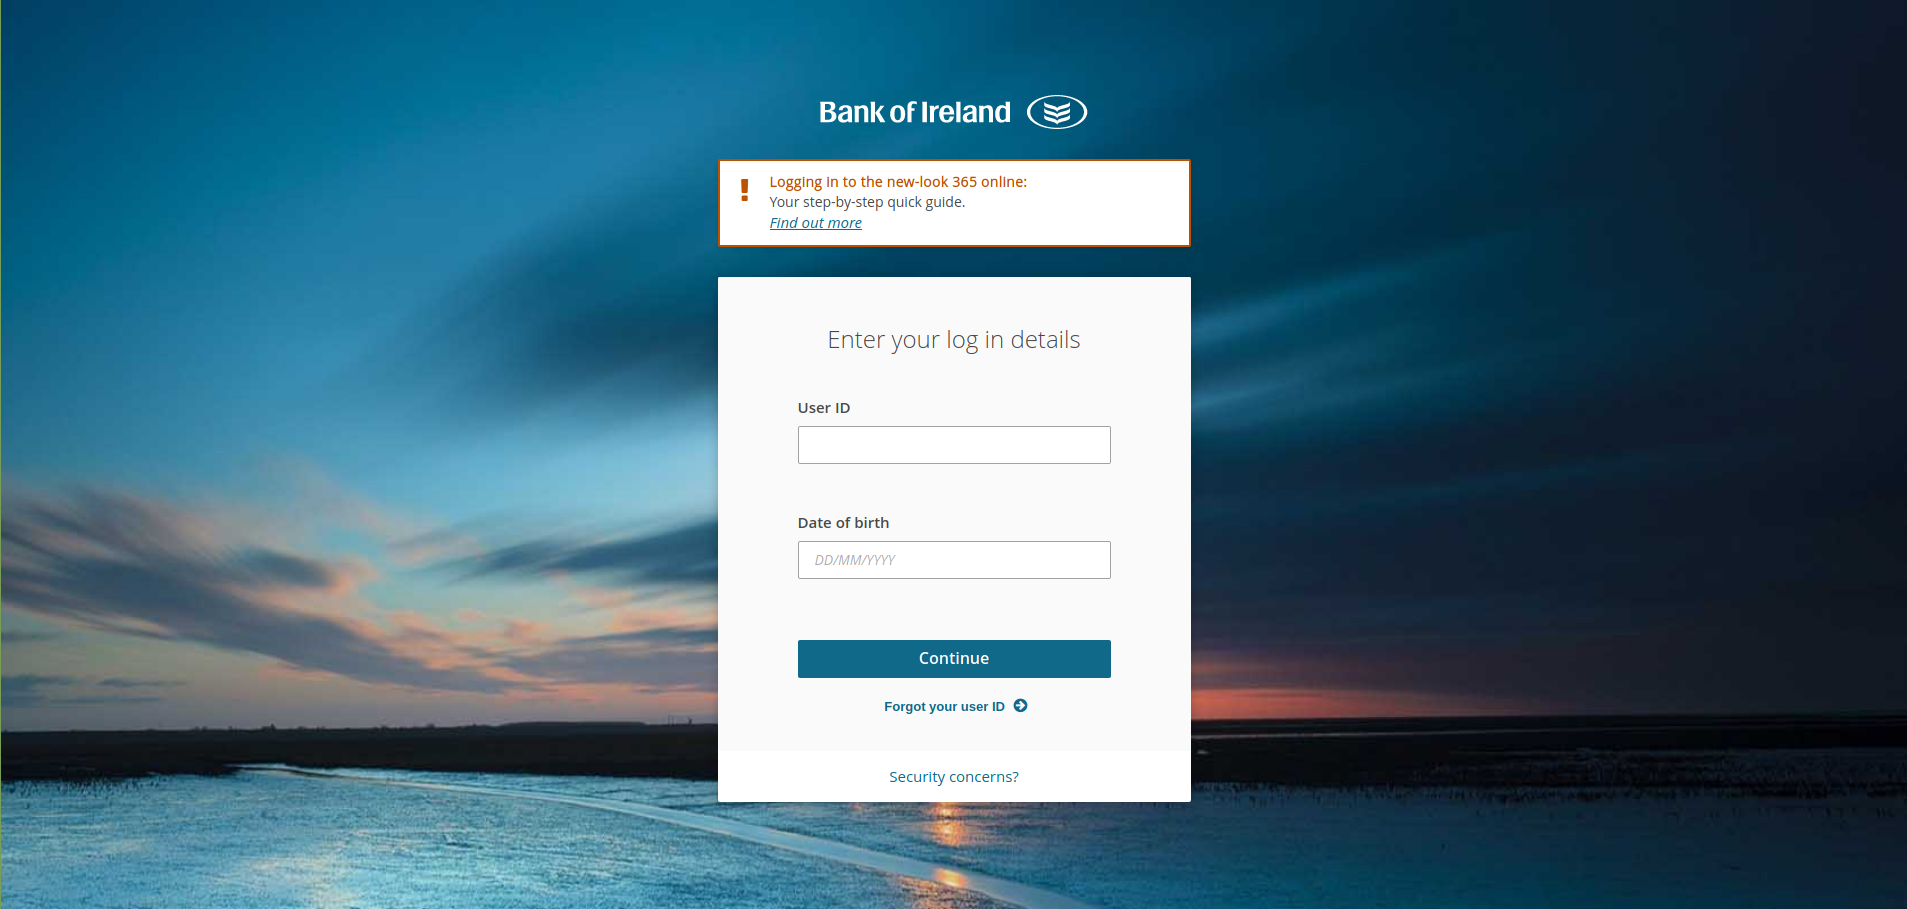 Bank of Ireland
Logging in to the new-look 365 online:
Your step-by-step quick guide.
Find out more
Enter your log in details
User ID
Date of birth
DD/MM/YYYY
Continue
Forgot your user ID
Security concerns?